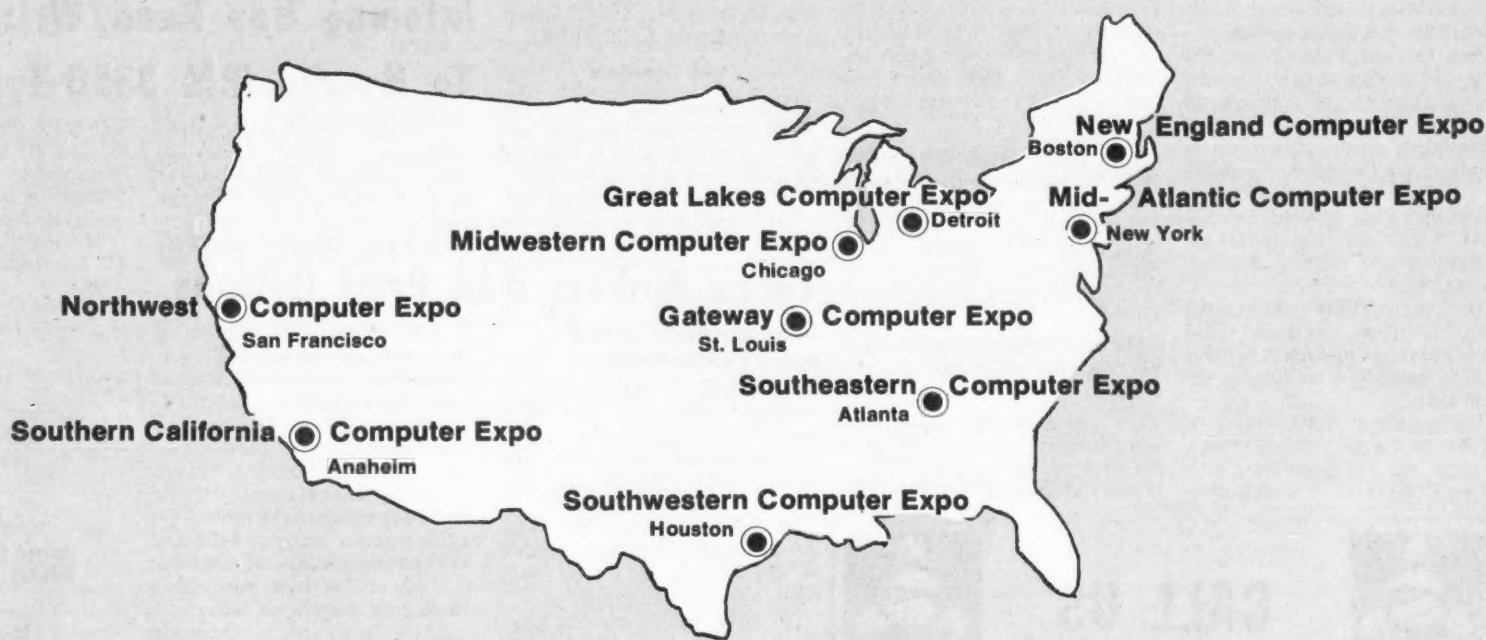 New England Computer Expo
Boston
Great Lakes Computer Expo
Detroit
Mid- Atlantic Computer Expo
New York
Midwestern Computer Expo
Chicago
Northwest Computer Expo
San Francisco
Gateway Computer Expo
St. Louis
Southeastern Computer Expo
Atlanta
Southern California Computer Expo
Anaheim
Southwestern Computer Expo
Houston